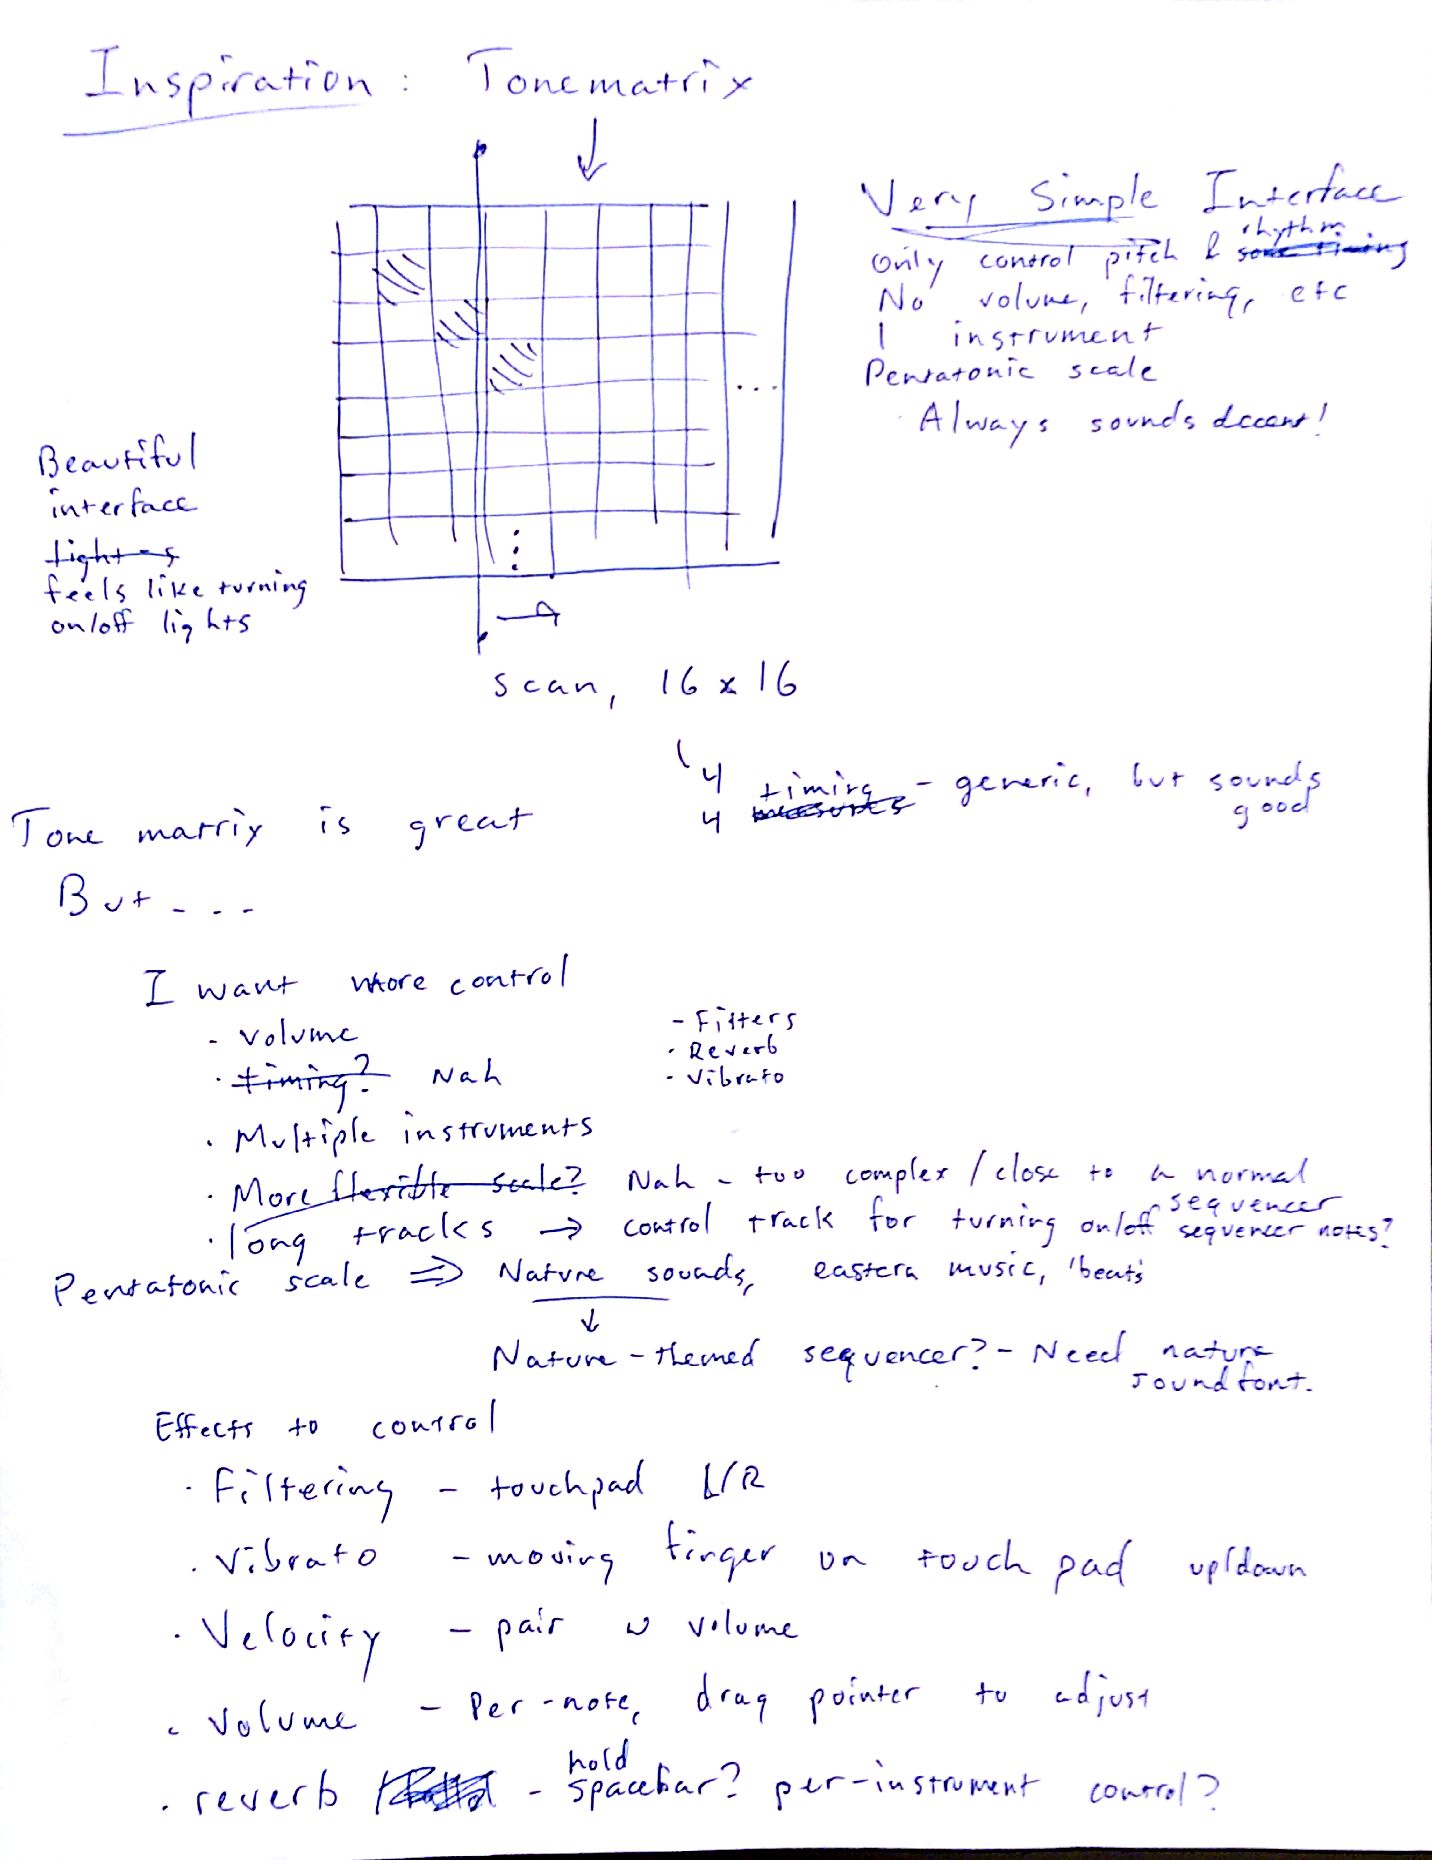 Inspiration: Tonematrix
Very Simple Interface
rhythm
Only control pitch & some timing
No volume, filtering, etc
1 instrument
Pentatonic scale
Always sounds decent!
...
Beautiful
interface
light-s
feels like turning
on/off lights
scan, 16 x 16
4 timing - generic, but sounds
4 measures good
Tone matrix is great
But - - -
I want more control
- volume
· timing? Nah
· Multiple instruments
· More flexible scale? Nah - too complex / close to a normal
sequencer
· long tracks → control track for turning on/off sequencer notes?
- Filters
· Reverb
- Vibrato
Pentatonic scale ⇒ Nature sounds, eastern music, 'beats'
↓
Nature-themed sequencer? - Need nature
soundfont.
Effects to control
· Filtering - touchpad L/R
· Vibrato - moving finger on touch pad up/down
· Velocity - pair w volume
· Volume - Per-note, drag pointer to adjust
hold
· reverb - spacebar? per-instrument control?